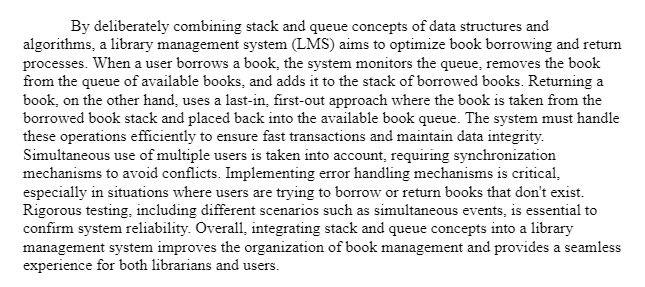 By deliberately combining stack and queue concepts of data structures and
algorithms, a library management system (LMS) aims to optimize book borrowing and return
processes. When a user borrows a book, the system monitors the queue, removes the book
from the queue of available books, and adds it to the stack of borrowed books. Returning a
book, on the other hand, uses a last-in, first-out approach where the book is taken from the
borrowed book stack and placed back into the available book queue. The system must handle
these operations efficiently to ensure fast transactions and maintain data integrity.
Simultaneous use of multiple users is taken into account, requiring synchronization
mechanisms to avoid conflicts. Implementing error handling mechanisms is critical,
especially in situations where users are trying to borrow or return books that don't exist.
Rigorous testing, including different scenarios such as simultaneous events, is essential to
confirm system reliability. Overall, integrating stack and queue concepts into a library
management system improves the organization of book management and provides a seamless
experience for both librarians and users.